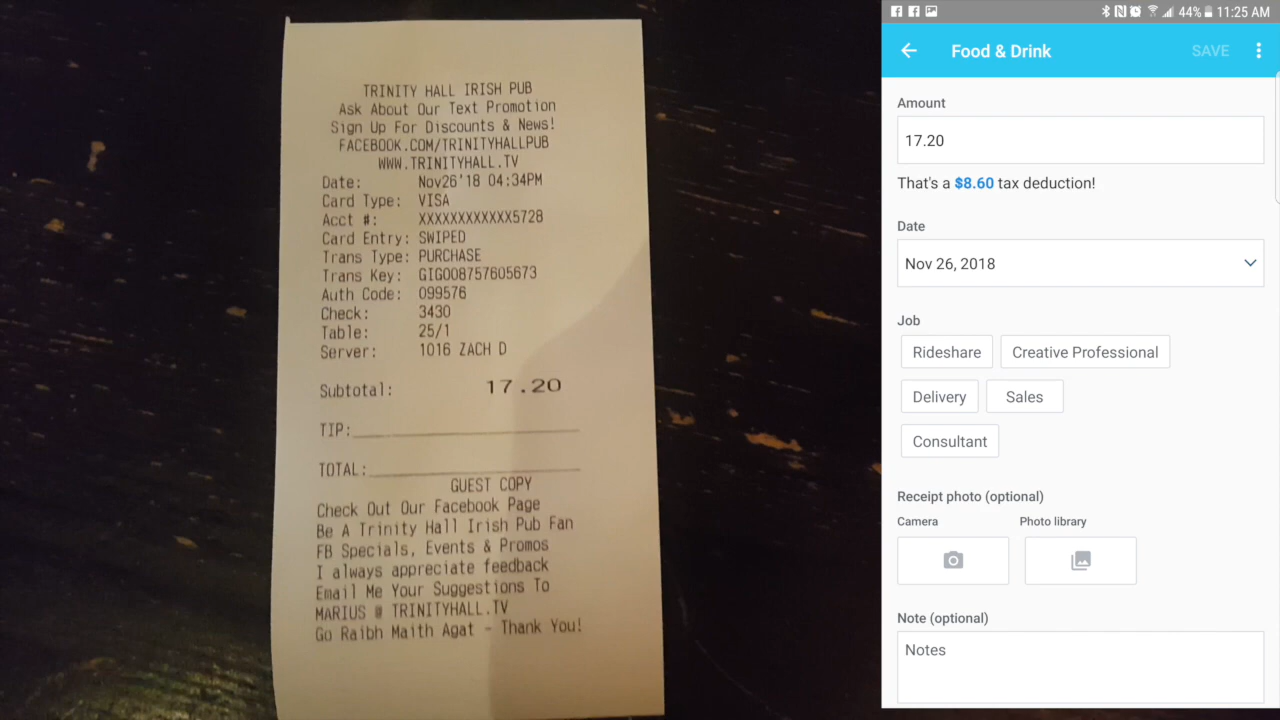 TRINITY HALL IRISH PUB
Ask About Our Text Promotion
Sign Up For Discounts & News!
FACEBOOK.COM/TRINITYHALLPUB
WWW.TRINITYHALL.TV
Date: Nov26'18 04:34PM
Card Type: VISA
Acct #: XXXXXXXXXXXX5728
Card Entry: SWIPED
Trans Type: PURCHASE
Trans Key: GIG008757605673
Auth Code: 099576
Check: 3430
Table: 25/1
Server: 1016 ZACH D
Subtotal: 17.20
TIP:
TOTAL:
GUEST COPY
Check Out Our Facebook Page
Be A Trinity Hall Irish Pub Fan
FB Specials, Events & Promos
I always appreciate feedback
Email Me Your Suggestions To
MARIUS @ TRINITYHALL.TV
Go Raibh Maith Agat - Thank You!
44% 11:25 AM
Food & Drink SAVE
Amount
17.20
That's a $8.60 tax deduction!
Date
Nov 26, 2018
Job
Rideshare Creative Professional
Delivery Sales
Consultant
Receipt photo (optional)
Camera Photo library
Note (optional)
Notes